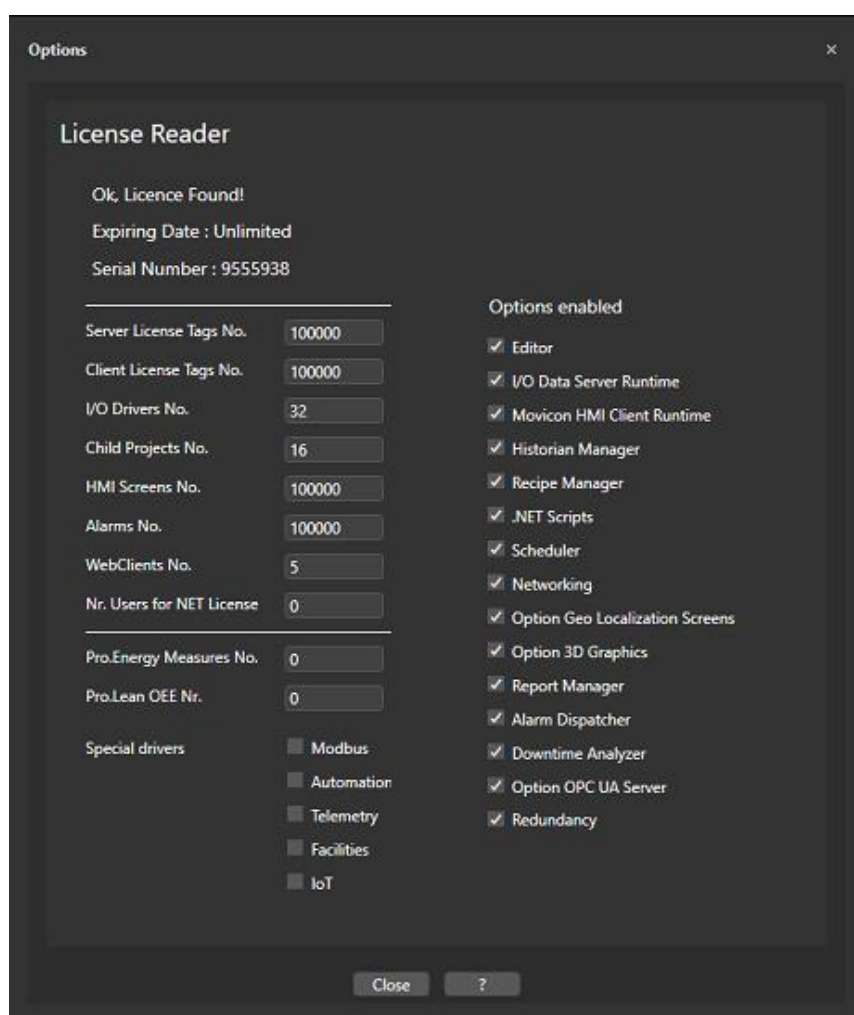 Options
×
License Reader
Ok, Licence Found!
Expiring Date : Unlimited
Serial Number : 9555938
Server License Tags No. 100000
Client License Tags No. 100000
I/O Drivers No. 32
Child Projects No. 16
HMI Screens No. 100000
Alarms No. 100000
WebClients No. 5
Nr. Users for NET License 0
Pro.Energy Measures No. 0
Pro.Lean OEE Nr. 0
Special drivers
Modbus
Automation
Telemetry
Facilities
IoT
Options enabled
Editor
I/O Data Server Runtime
Movicon HMI Client Runtime
Historian Manager
Recipe Manager
.NET Scripts
Scheduler
Networking
Option Geo Localization Screens
Option 3D Graphics
Report Manager
Alarm Dispatcher
Downtime Analyzer
Option OPC UA Server
Redundancy
Close ?